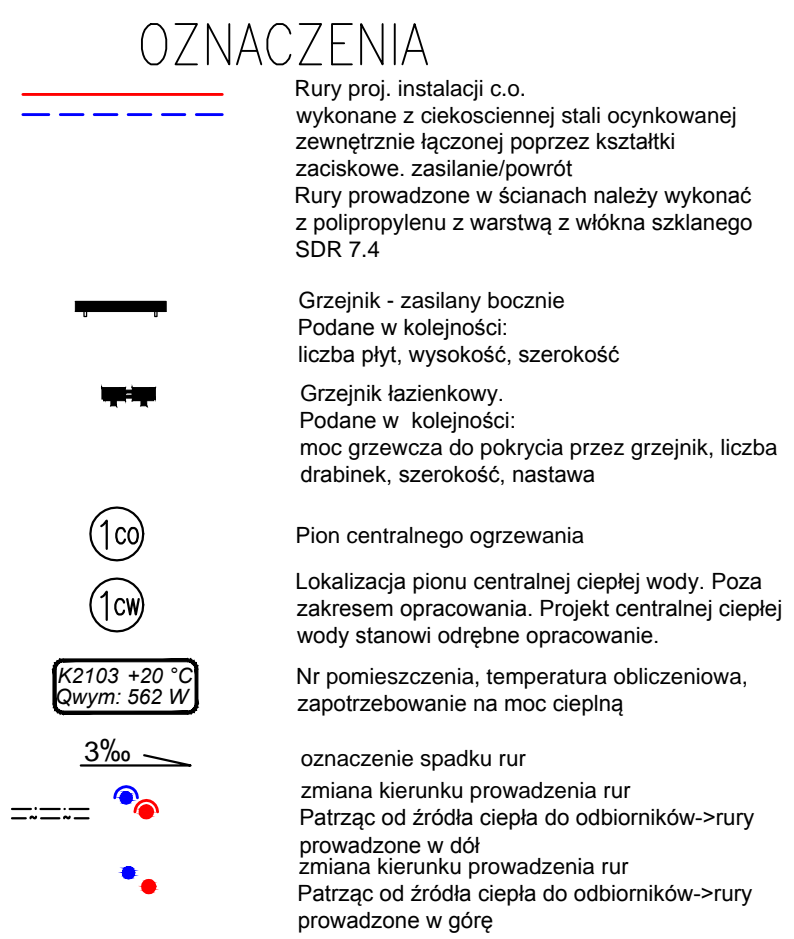 OZNACZENIA
Rury proj. instalacji c.o.
wykonane z ciekosciennej stali ocynkowanej
zewnętrznie łączonej poprzez kształtki
zaciskowe. zasilanie/powrót
Rury prowadzone w ścianach należy wykonać
z polipropylenu z warstwą z włókna szklanego
SDR 7.4
Grzejnik - zasilany bocznie
Podane w kolejności:
liczba płyt, wysokość, szerokość
Grzejnik łazienkowy.
Podane w kolejności:
moc grzewcza do pokrycia przez grzejnik, liczba
drabinek, szerokość, nastawa
1co
Pion centralnego ogrzewania
1cw
Lokalizacja pionu centralnej ciepłej wody. Poza
zakresem opracowania. Projekt centralnej ciepłej
wody stanowi odrębne opracowanie.
K2103 +20 °C
Qwym: 562 W
Nr pomieszczenia, temperatura obliczeniowa,
zapotrzebowanie na moc cieplną
3‰
oznaczenie spadku rur
zmiana kierunku prowadzenia rur
Patrząc od źródła ciepła do odbiorników->rury
prowadzone w dół
zmiana kierunku prowadzenia rur
Patrząc od źródła ciepła do odbiorników->rury
prowadzone w górę